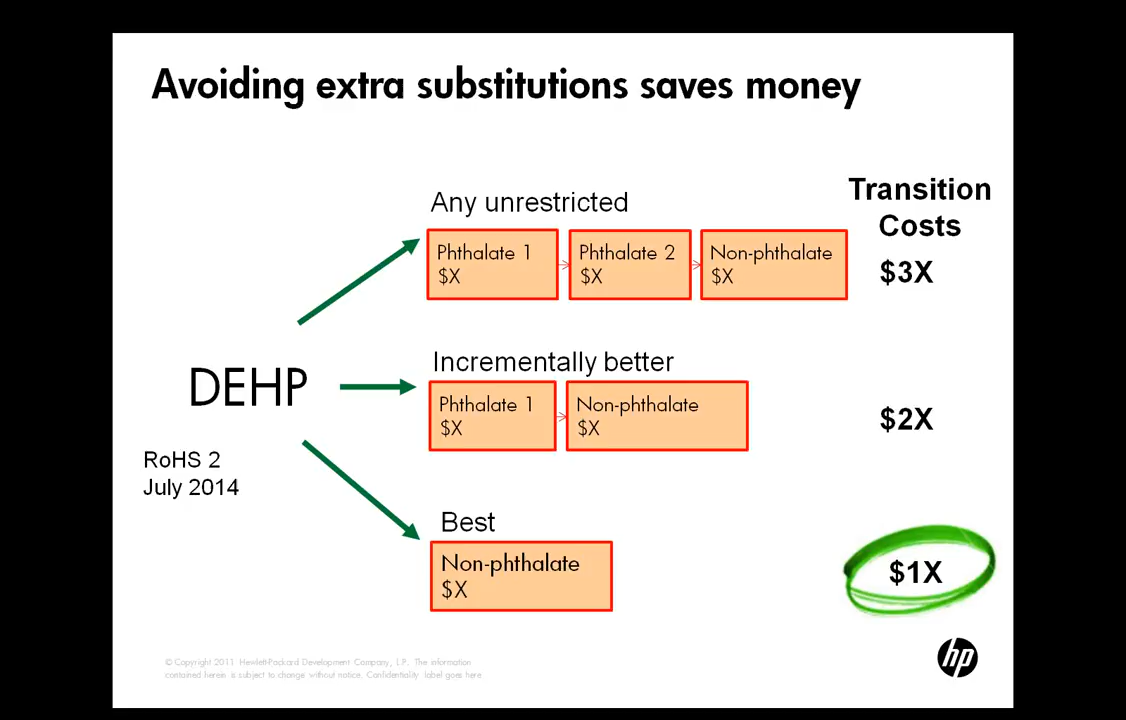 Avoiding extra substitutions saves money
Transition
Costs
Any unrestricted
Phthalate 1
$X
Phthalate 2
$X
Non-phthalate
$X
$3X
DEHP
RoHS 2
July 2014
Incrementally better
Phthalate 1
$X
Non-phthalate
$X
$2X
Best
Non-phthalate
$X
$1X
© Copyright 2011 Hewlett-Packard Development Company, L.P. The information
contained herein is subject to change without notice. Confidentiality label goes here
hp